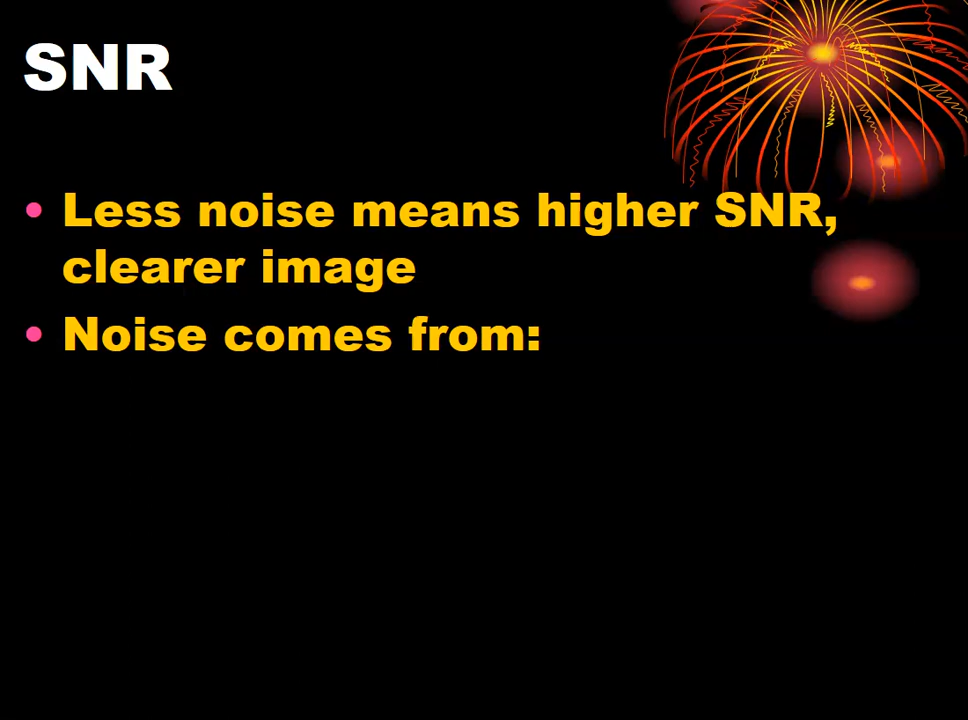 SNR
• Less noise means higher SNR,
clearer image
• Noise comes from: